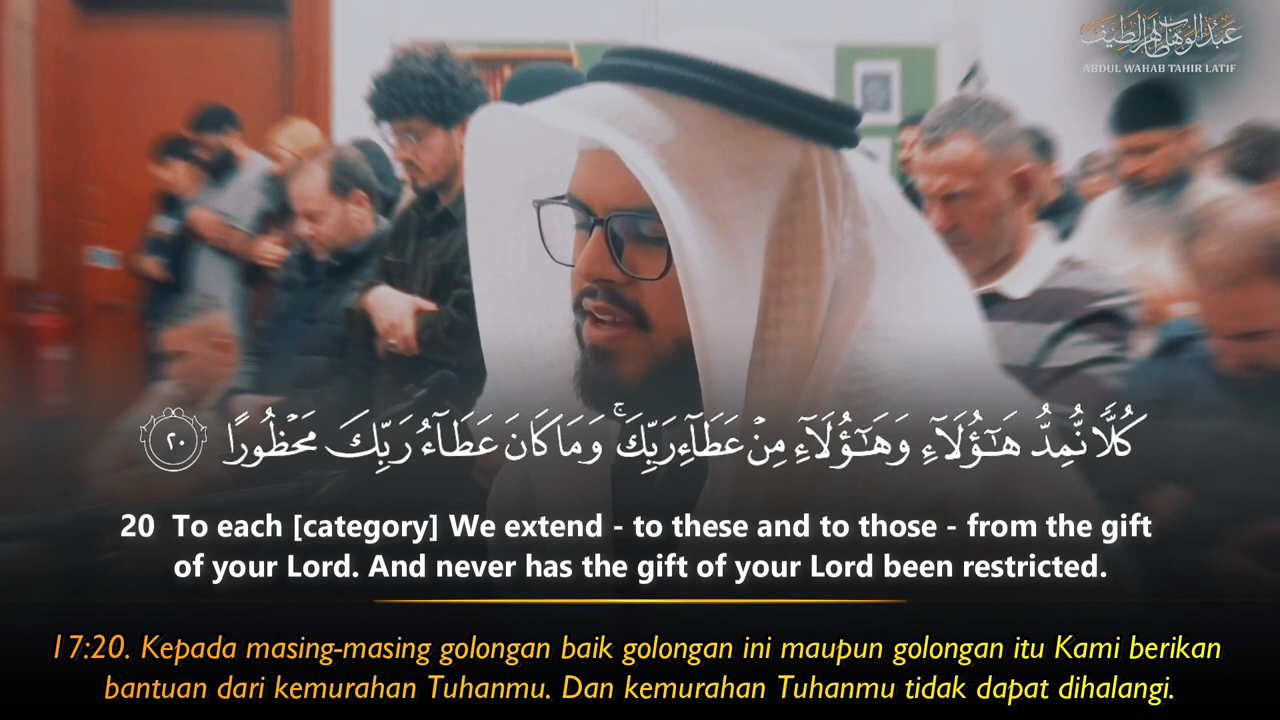 عبد الوهاب طاهر لطيف
ABDUL WAHAB TAHIR LATIF
كُلًّا نُّمِدُّ هَٰٓؤُلَآءِ وَهَٰٓؤُلَآءِ مِنْ عَطَآءِ رَبِّكَ ۚ وَمَا كَانَ عَطَآءُ رَبِّكَ مَحْظُورًا ٢٠
20 To each [category] We extend - to these and to those - from the gift
of your Lord. And never has the gift of your Lord been restricted.
17:20. Kepada masing-masing golongan baik golongan ini maupun golongan itu Kami berikan
bantuan dari kemurahan Tuhanmu. Dan kemurahan Tuhanmu tidak dapat dihalangi.